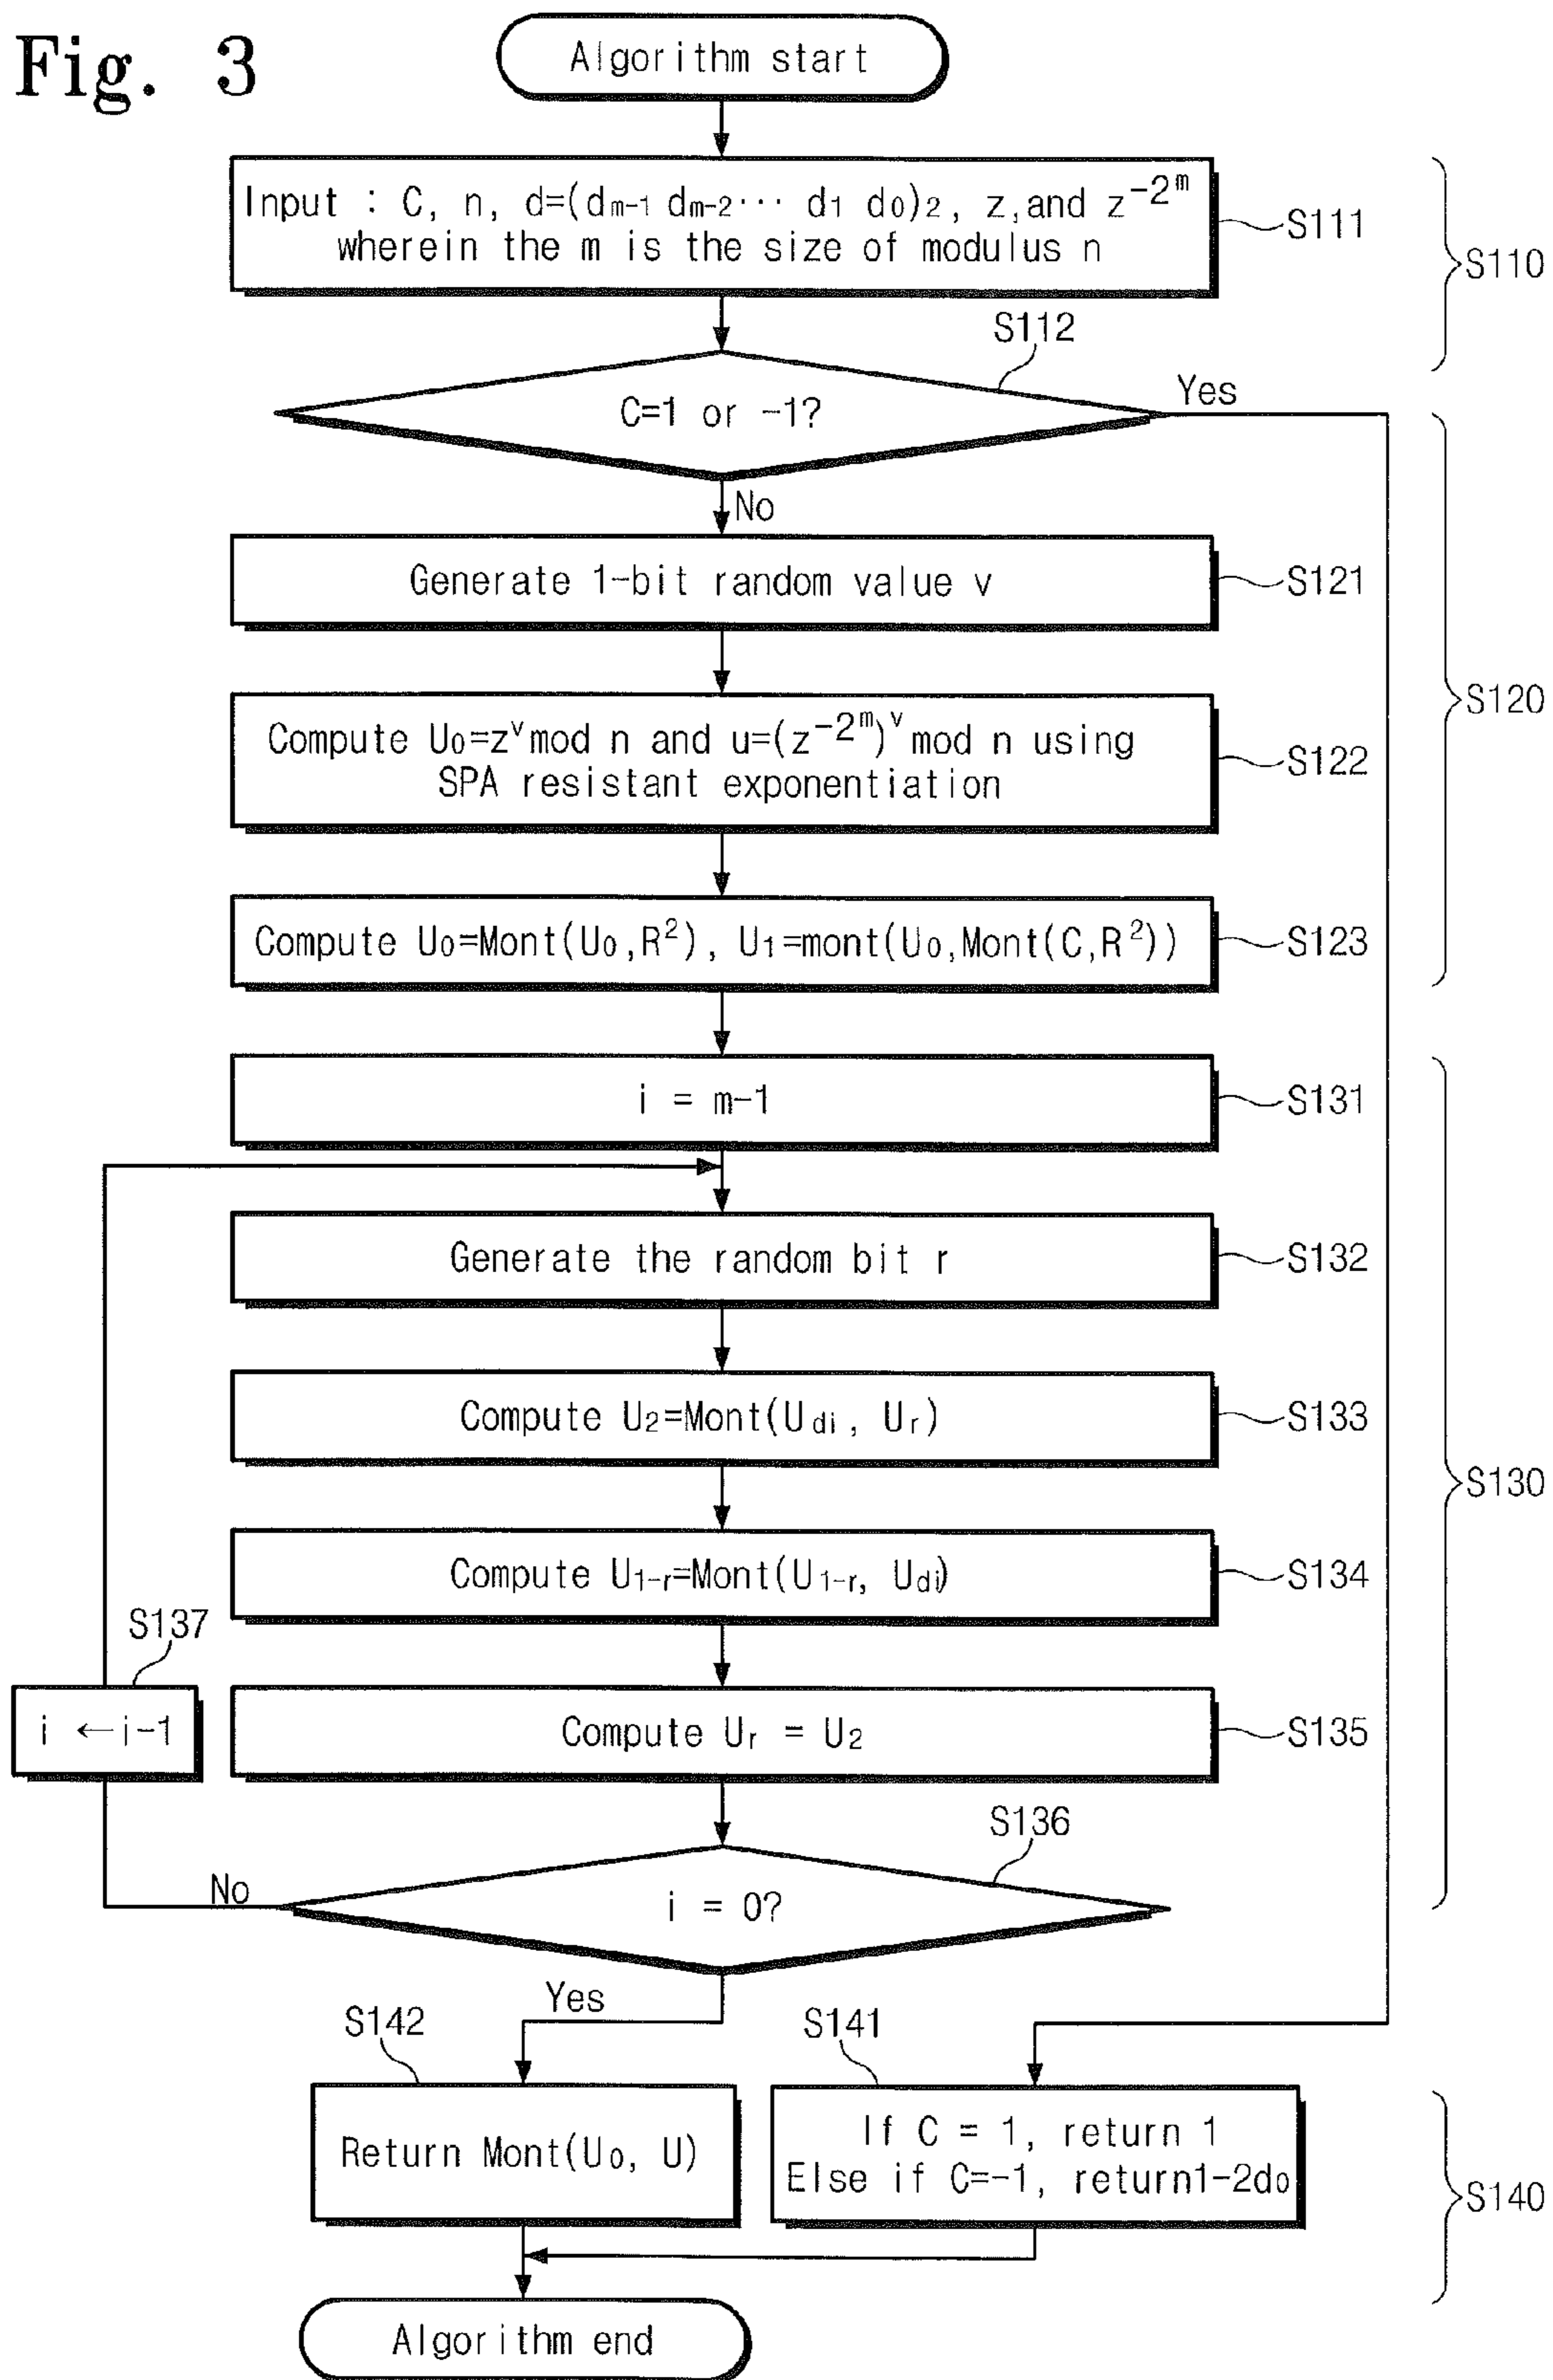 Fig. 3
Algorithm start
Input : C, n, d=(dm-1 dm-2··· d1 d0)2, z,and z^-2^m
wherein the m is the size of modulus n
S111
S110
S112
C=1 or -1?
Yes
No
Generate 1-bit random value v
S121
Compute U0=z^v mod n and u=(z^-2^m)^v mod n using
SPA resistant exponentiation
S122
S120
Compute U0=Mont(U0,R²), U1=mont(U0,Mont(C,R²))
S123
i = m-1
S131
Generate the random bit r
S132
Compute U2=Mont(Udi, Ur)
S133
S130
Compute U1-r=Mont(U1-r, Udi)
S134
S137
i ←i-1
Compute Ur = U2
S135
S136
i = 0?
No
Yes
S142
S141
Return Mont(U0, U)
If C = 1, return 1
Else if C=-1, return1-2d0
S140
Algorithm end